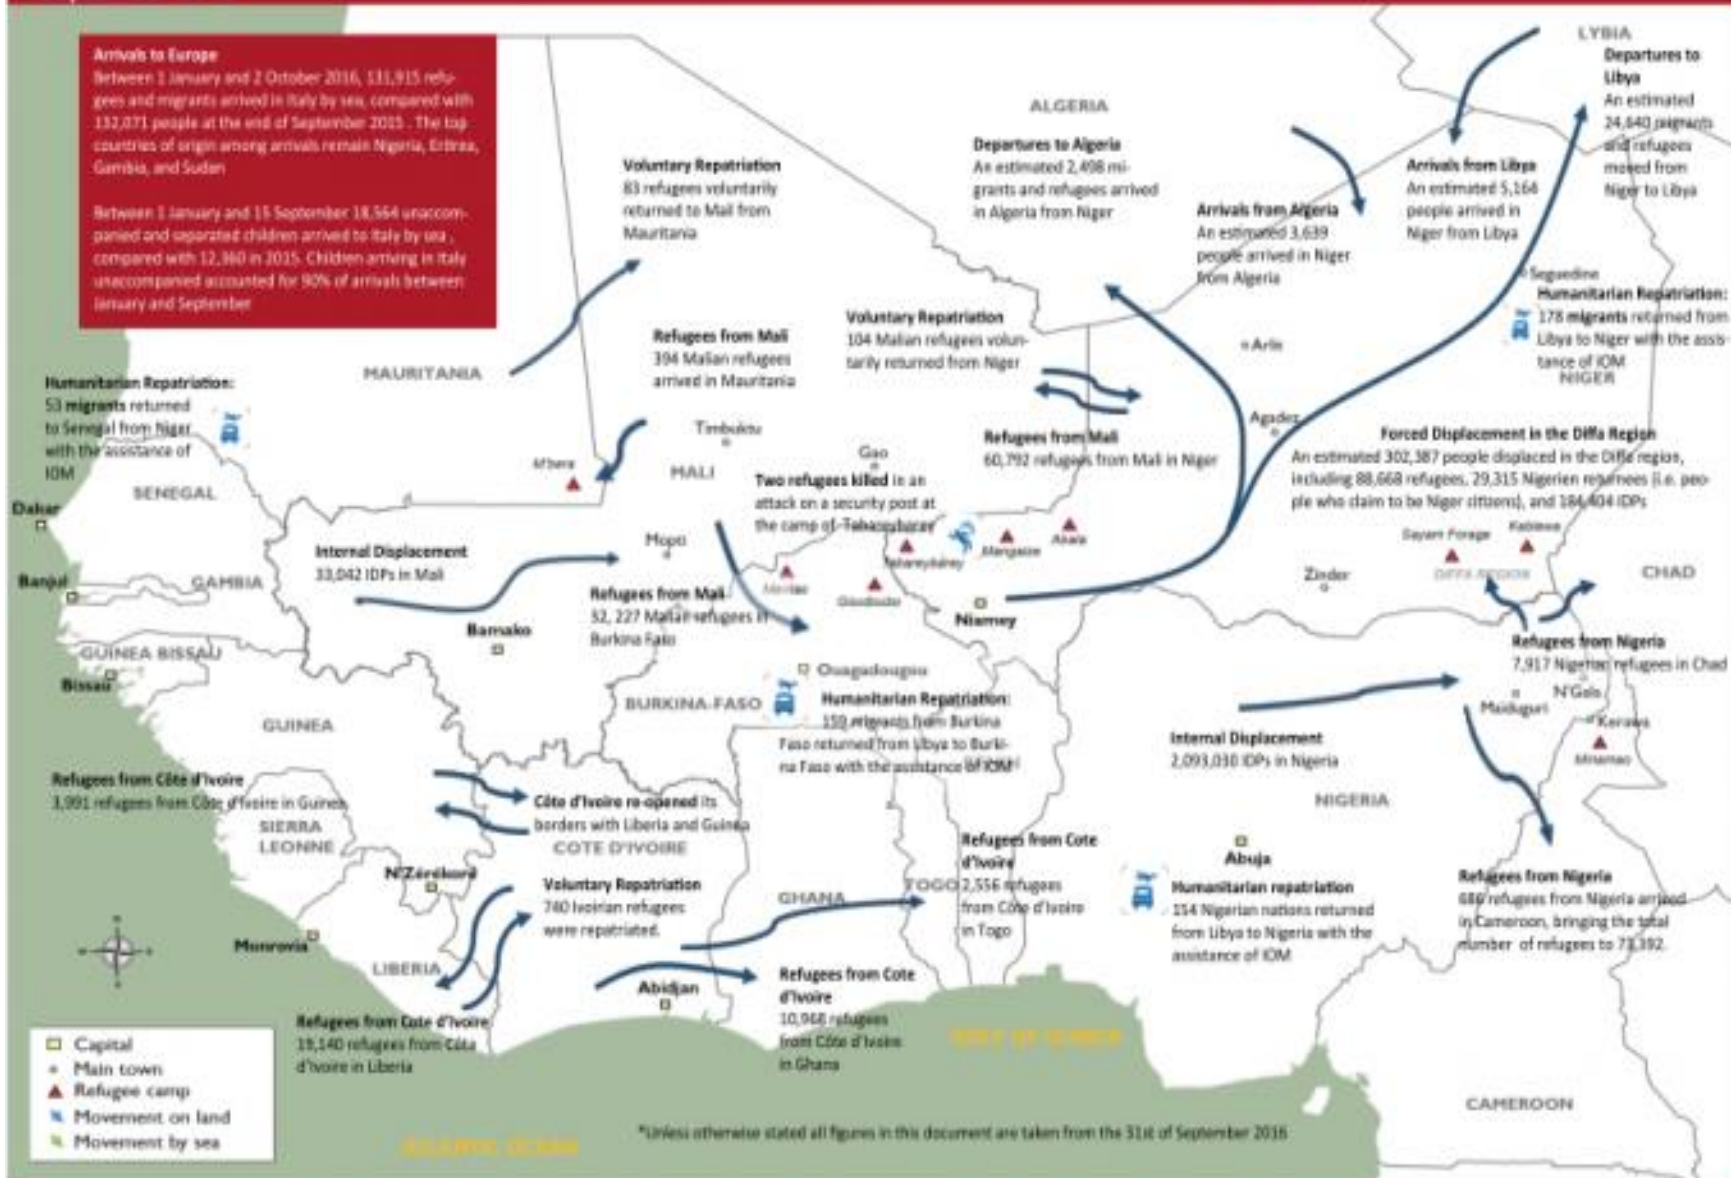 Arrivals to Europe
Between 1 January and 2 October 2016, 131,915 refu-
gees and migrants arrived in Italy by sea, compared with
132,071 people at the end of September 2015 . The top
countries of origin among arrivals remain Nigeria, Eritrea,
Gambia, and Sudan
Between 1 January and 15 September 18,564 unaccom-
panied and separated children arrived to Italy by sea ,
compared with 12,360 in 2015. Children arriving in Italy
unaccompanied accounted for 90% of arrivals between
January and September
Voluntary Repatriation
83 refugees voluntarily
returned to Mali from
Mauritania
ALGERIA
Departures to Algeria
An estimated 2,498 mi-
grants and refugees arrived
in Algeria from Niger
LYBIA
Departures to
Libya
An estimated
24,640 migrants
and refugees
moved from
Niger to Libya
Arrivals from Libya
An estimated 5,164
people arrived in
Niger from Libya
Arrivals from Algeria
An estimated 3,639
people arrived in Niger
from Algeria
Seguedine
Humanitarian Repatriation:
178 migrants returned from
Libya to Niger with the assis-
tance of IOM
NIGER
Voluntary Repatriation
104 Malian refugees volun-
tarily returned from Niger
Refugees from Mali
394 Malian refugees
arrived in Mauritania
MAURITANIA
Arlit
Humanitarian Repatriation:
53 migrants returned
to Senegal from Niger
with the assistance of
IOM
SENEGAL
Dakar
Timbuktu
MALI
M'bera
Gao
Agadez
Refugees from Mali
60,792 refugees from Mali in Niger
Two refugees killed in an
attack on a security post at
the camp of
Forced Displacement in the Diffa Region
An estimated 302,387 people displaced in the Diffa region,
including 88,668 refugees, 29,315 Nigerien returnees (i.e. peo-
ple who claim to be Niger citizens), and 184,404 IDPs
Sayam Forage
Kablewa
DIFFA REGION
CHAD
Zinder
Abala
Mangaize
Mopti
Internal Displacement
33,042 IDPs in Mali
Banjul
GAMBIA
Refugees from Mali
32, 227 Malian refugees in
Burkina Faso
Mentao
Goudoubo
Niamey
Bamako
GUINEA BISSAU
Bissau
Ouagadougou
BURKINA-FASO
Humanitarian Repatriation:
159 migrants from Burkina
Faso returned from Libya to Burki-
na Faso with the assistance of IOM
Refugees from Nigeria
7,917 Nigerian refugees in Chad
N'Gala
Maiduguri
Kerawa
Minawao
Internal Displacement
2,093,030 IDPs in Nigeria
NIGERIA
GUINEA
Refugees from Côte d'Ivoire
3,991 refugees from Côte d'Ivoire in Guinea
SIERRA
LEONNE
Côte d'Ivoire re-opened its
borders with Liberia and Guinea
COTE D'IVOIRE
N'Zérékoré
Voluntary Repatriation
740 Ivoirian refugees
were repatriated.
GHANA
TOGO
Refugees from Cote
d'Ivoire
2,556 refugees
from Côte d'Ivoire
in Togo
Abuja
Humanitarian repatriation
154 Nigerian nations returned
from Libya to Nigeria with the
assistance of IOM
Refugees from Nigeria
686 refugees from Nigeria arrived
in Cameroon, bringing the total
number of refugees to 73,392.
Monrovia
LIBERIA
Abidjan
Refugees from Cote
d'Ivoire
10,968 refugees
from Côte d'Ivoire
in Ghana
Refugees from Cote d'Ivoire
19,140 refugees from Côte
d'Ivoire in Liberia
GULF OF GUINEA
Capital
Main town
Refugee camp
Movement on land
Movement by sea
ATLANTIC OCEAN
*Unless otherwise stated all figures in this document are taken from the 31st of September 2016
CAMEROON